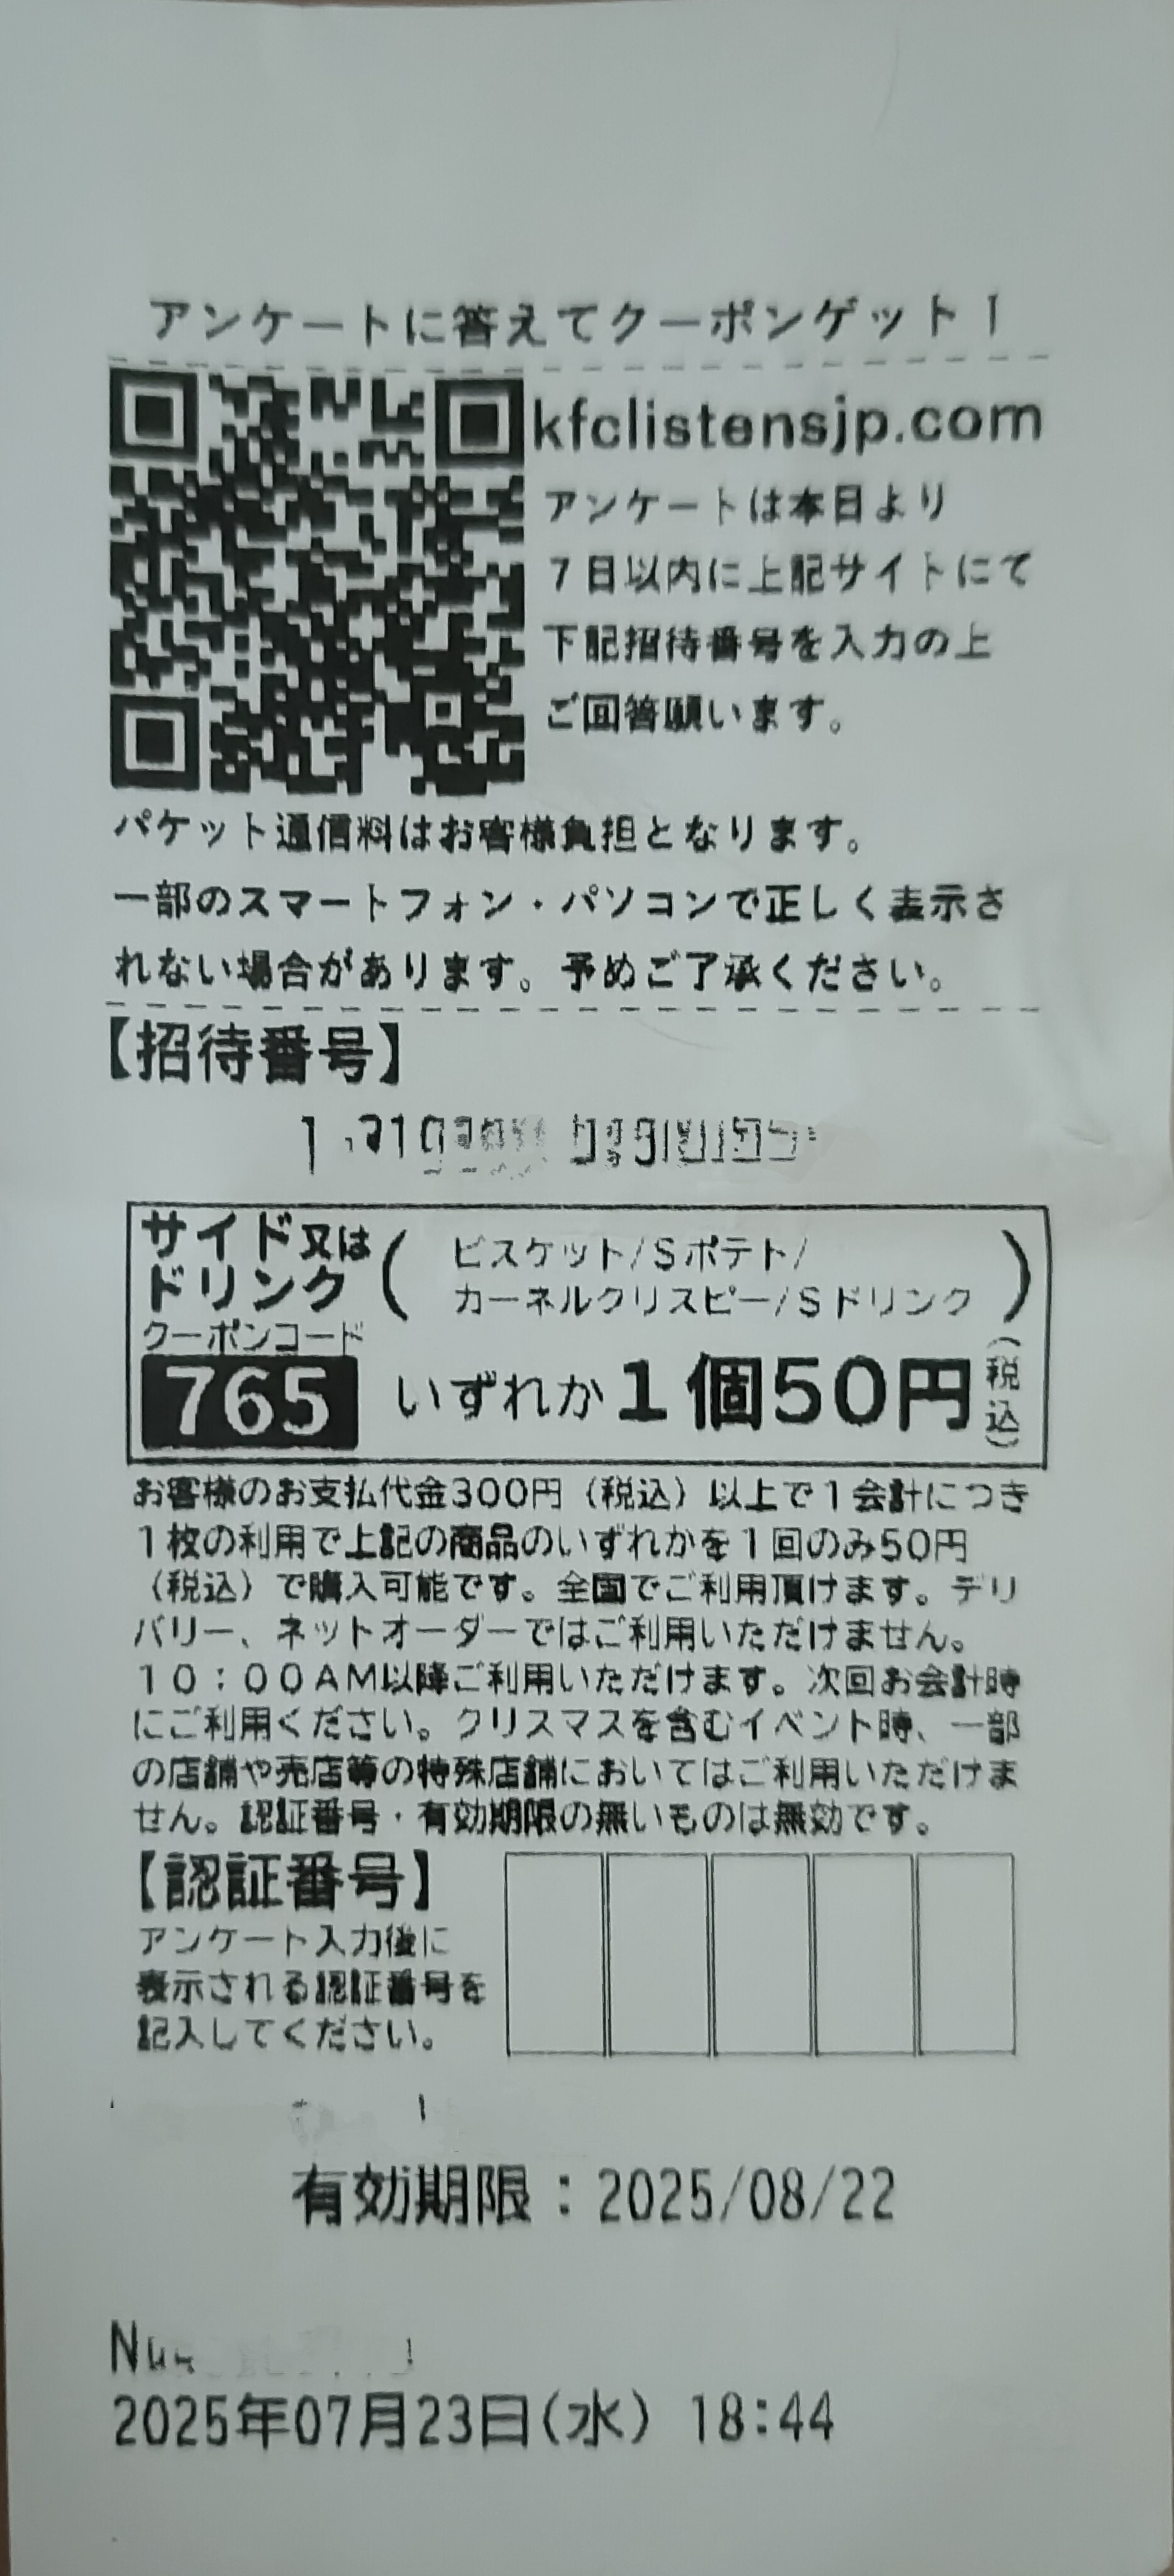 アンケートに答えてクーポンゲット！
kfclistensjp.com
アンケートは本日より
７日以内に上記サイトにて
下記招待番号を入力の上
ご回答願います。
パケット通信料はお客様負担となります。
一部のスマートフォン・パソコンで正しく表示さ
れない場合があります。予めご了承ください。
【招待番号】
サイド又は
ドリンク
（ビスケット/Ｓポテト/
カーネルクリスピー/Ｓドリンク）
クーポンコード
765
いずれか１個50円（税込）
お客様のお支払代金300円（税込）以上で１会計につき
１枚の利用で上記の商品のいずれかを１回のみ50円
（税込）で購入可能です。全国でご利用頂けます。デリ
バリー、ネットオーダーではご利用いただけません。
１０：００ＡＭ以降ご利用いただけます。次回お会計時
にご利用ください。クリスマスを含むイベント時、一部
の店舗や売店等の特殊店舗においてはご利用いただけま
せん。認証番号・有効期限の無いものは無効です。
【認証番号】
アンケート入力後に
表示される認証番号を
記入してください。
有効期限：2025/08/22
2025年07月23日(水) 18:44